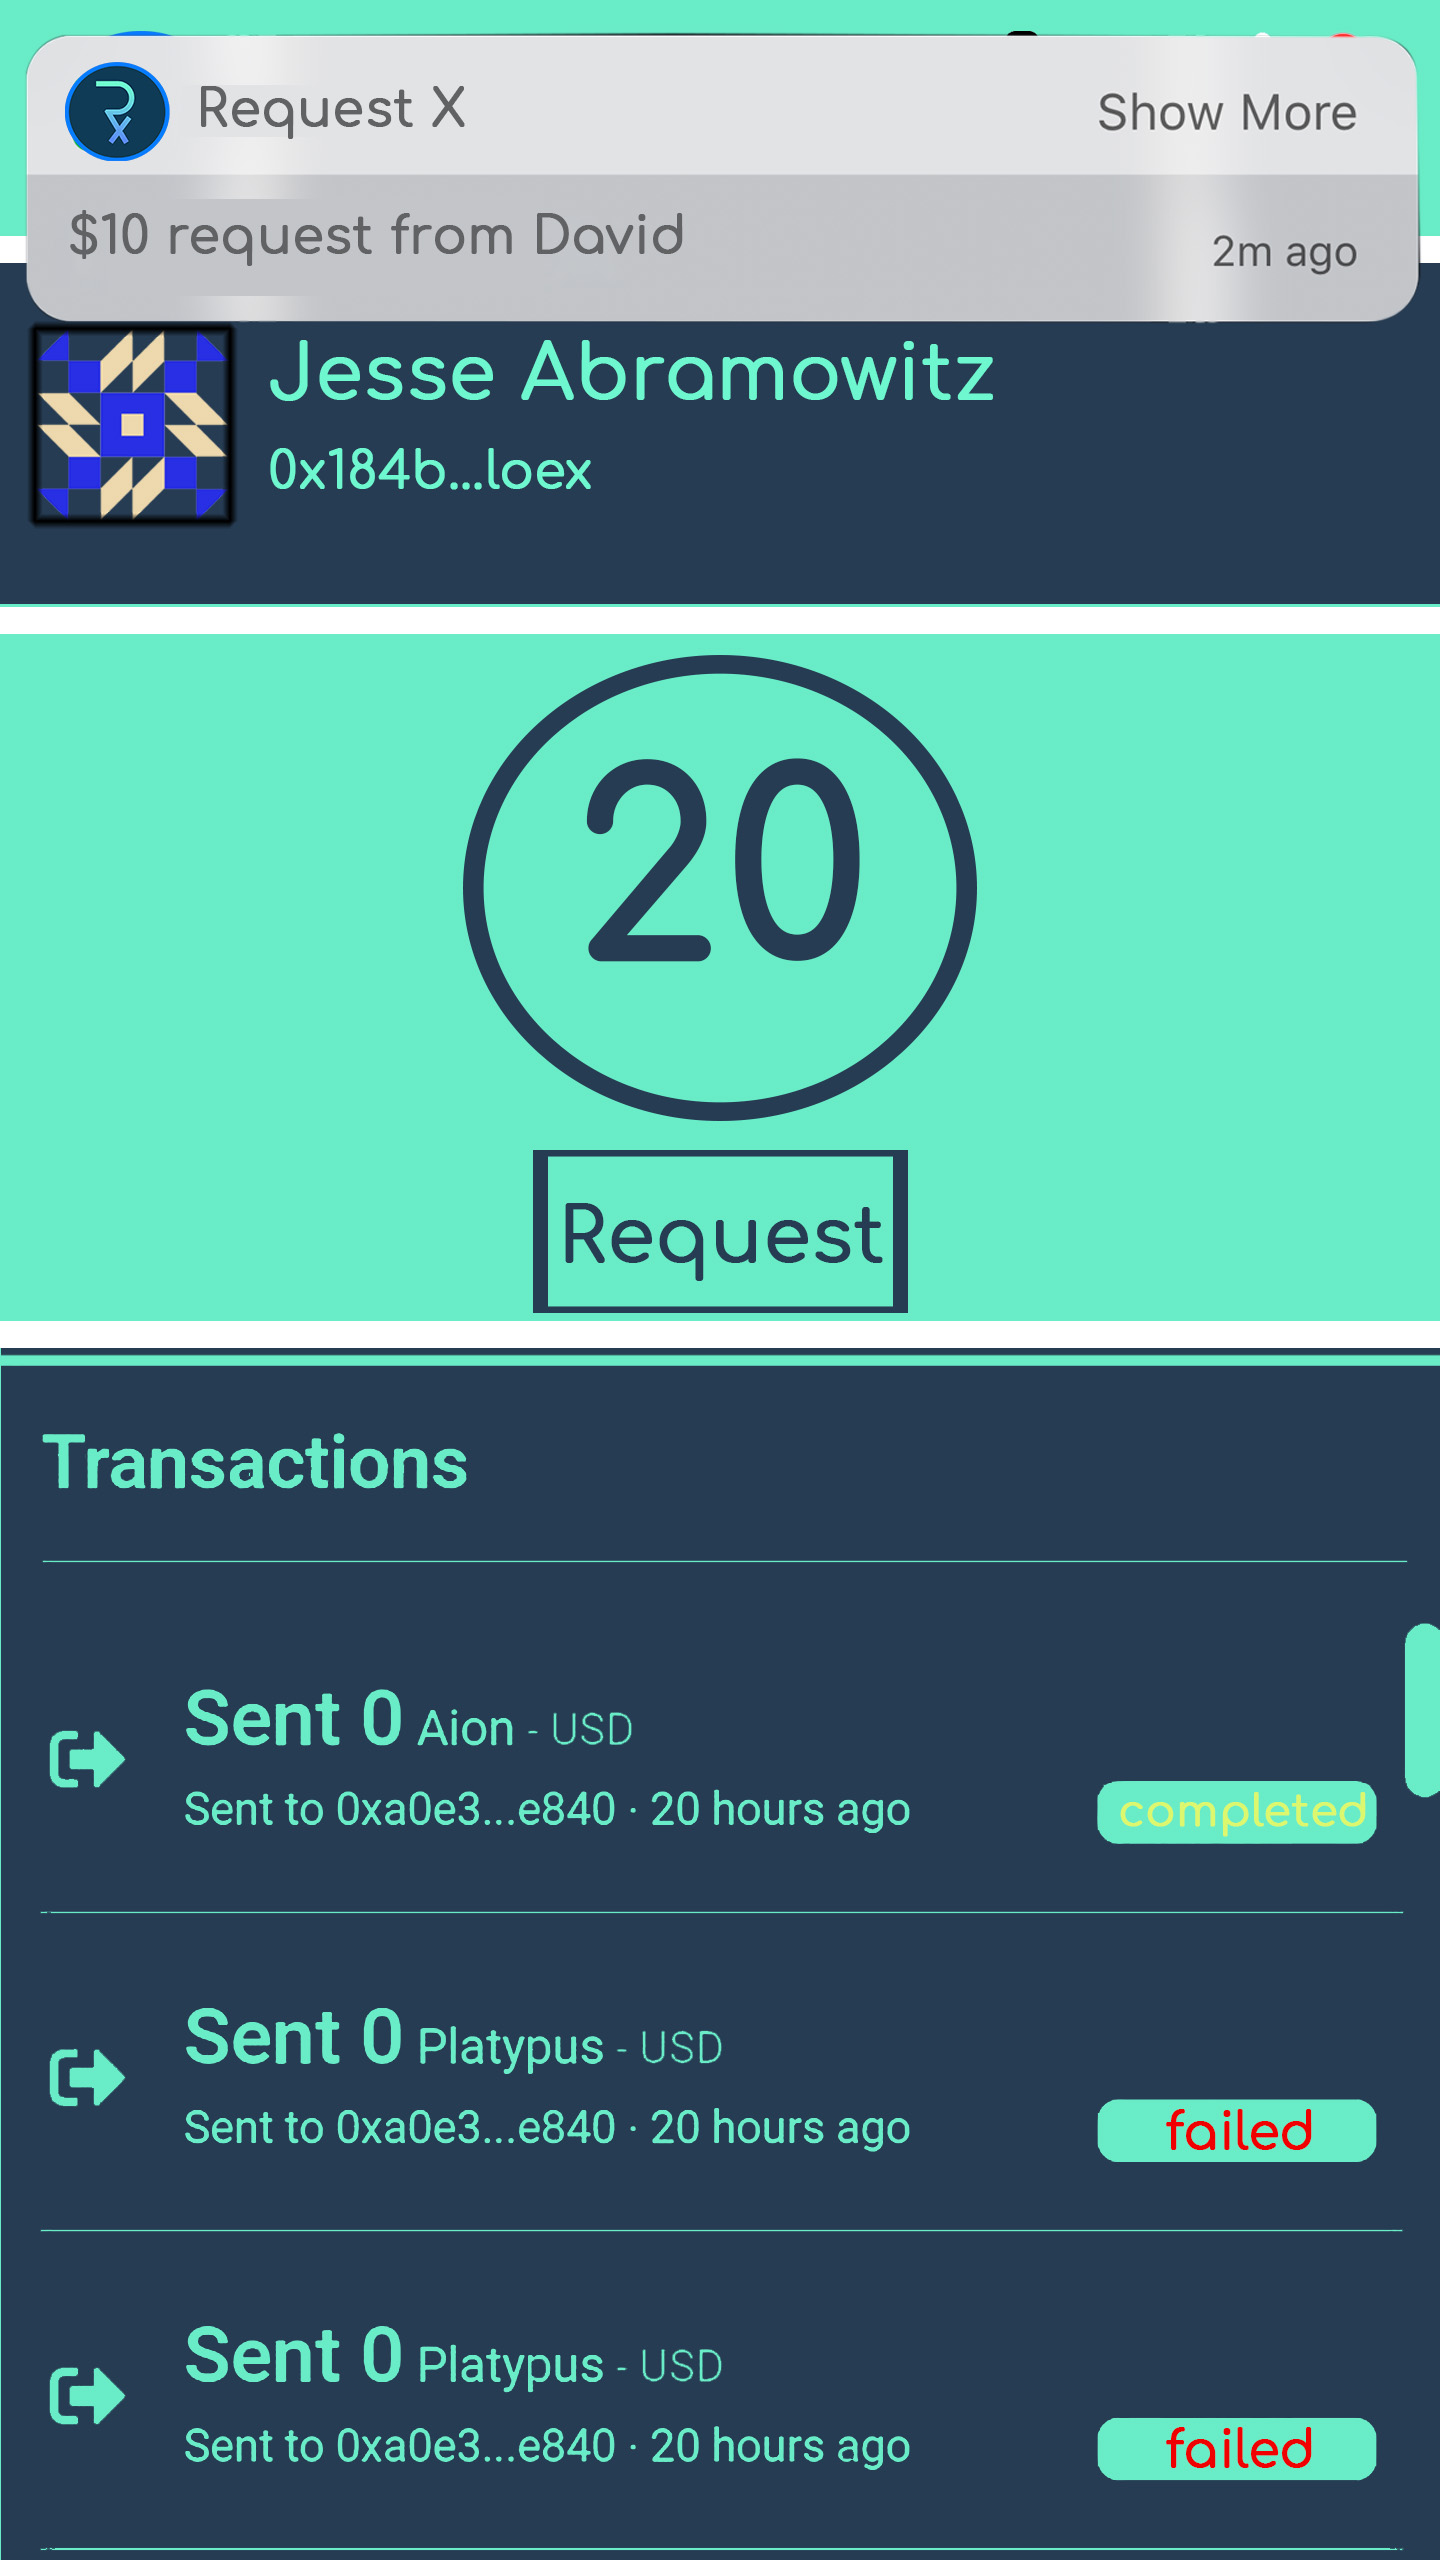 Request X
Show More
$10 request from David
2m ago
Jesse Abramowitz
0x184b...loex
20
Request
Transactions
Sent 0 Aion - USD
Sent to 0xa0e3...e840 · 20 hours ago
completed
Sent 0 Platypus - USD
Sent to 0xa0e3...e840 · 20 hours ago
failed
Sent 0 Platypus - USD
Sent to 0xa0e3...e840 · 20 hours ago
failed